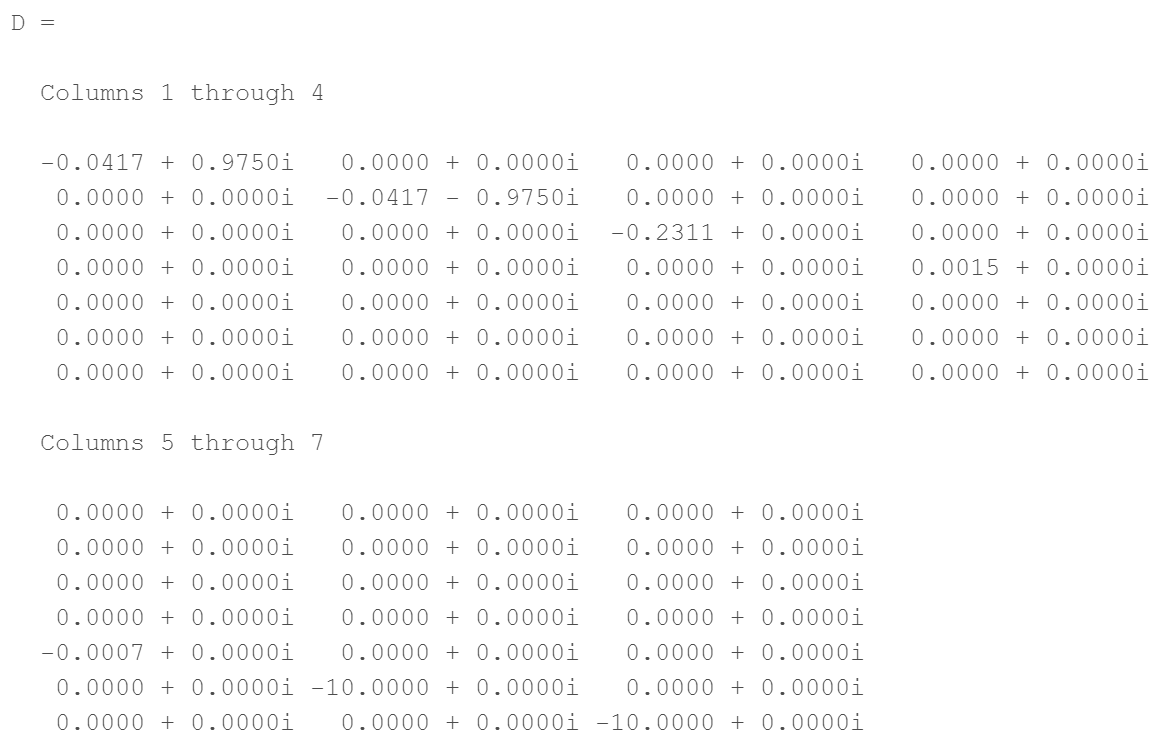 D =
Columns 1 through 4
-0.0417 + 0.9750i   0.0000 + 0.0000i   0.0000 + 0.0000i   0.0000 + 0.0000i
0.0000 + 0.0000i  -0.0417 - 0.9750i   0.0000 + 0.0000i   0.0000 + 0.0000i
0.0000 + 0.0000i   0.0000 + 0.0000i  -0.2311 + 0.0000i   0.0000 + 0.0000i
0.0000 + 0.0000i   0.0000 + 0.0000i   0.0000 + 0.0000i   0.0015 + 0.0000i
0.0000 + 0.0000i   0.0000 + 0.0000i   0.0000 + 0.0000i   0.0000 + 0.0000i
0.0000 + 0.0000i   0.0000 + 0.0000i   0.0000 + 0.0000i   0.0000 + 0.0000i
0.0000 + 0.0000i   0.0000 + 0.0000i   0.0000 + 0.0000i   0.0000 + 0.0000i
Columns 5 through 7
0.0000 + 0.0000i   0.0000 + 0.0000i   0.0000 + 0.0000i
0.0000 + 0.0000i   0.0000 + 0.0000i   0.0000 + 0.0000i
0.0000 + 0.0000i   0.0000 + 0.0000i   0.0000 + 0.0000i
0.0000 + 0.0000i   0.0000 + 0.0000i   0.0000 + 0.0000i
-0.0007 + 0.0000i   0.0000 + 0.0000i   0.0000 + 0.0000i
0.0000 + 0.0000i -10.0000 + 0.0000i   0.0000 + 0.0000i
0.0000 + 0.0000i   0.0000 + 0.0000i -10.0000 + 0.0000i